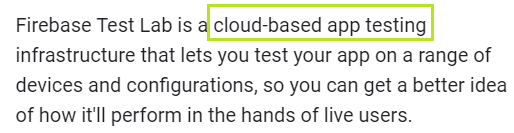 Firebase Test Lab is a cloud-based app testing
infrastructure that lets you test your app on a range of
devices and configurations, so you can get a better idea
of how it'll perform in the hands of live users.